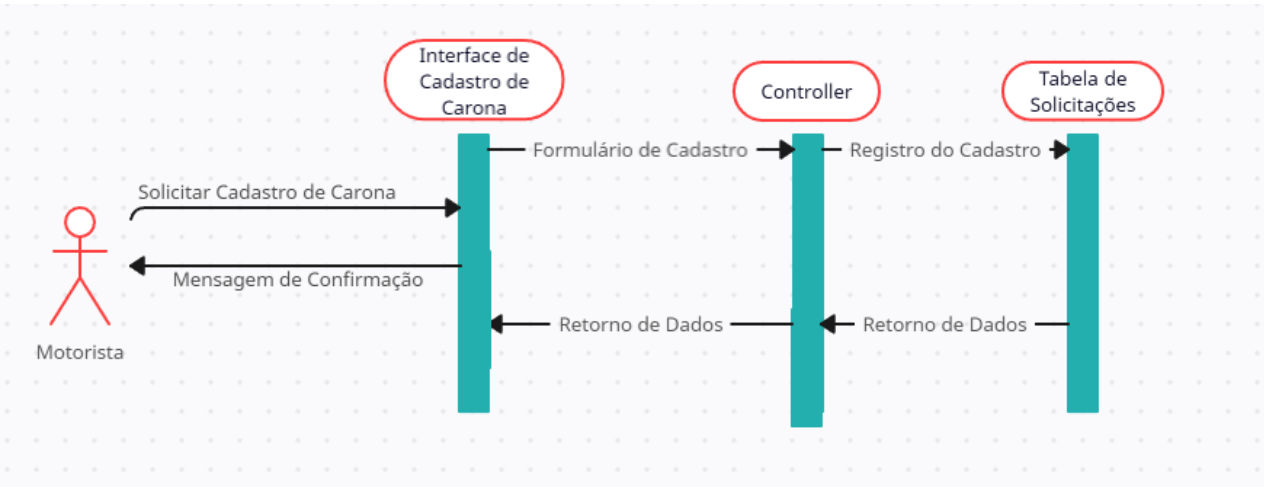 Interface de
Cadastro de
Carona
Controller
Tabela de
Solicitações
Formulário de Cadastro
Registro do Cadastro
Solicitar Cadastro de Carona
Mensagem de Confirmação
Retorno de Dados
Retorno de Dados
Motorista